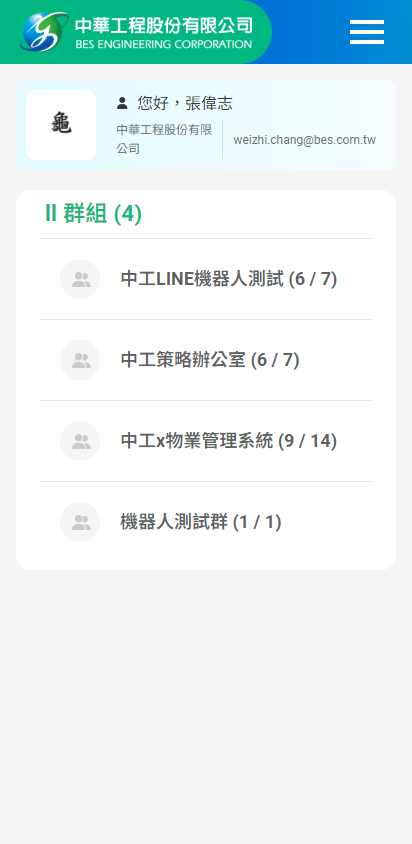 中華工程股份有限公司
BES ENGINEERING CORPORATION
龜
您好，張偉志
中華工程股份有限
公司
weizhi.chang@bes.com.tw
群組 (4)
中工LINE機器人測試 (6 / 7)
中工策略辦公室 (6 / 7)
中工x物業管理系統 (9 / 14)
機器人測試群 (1 / 1)